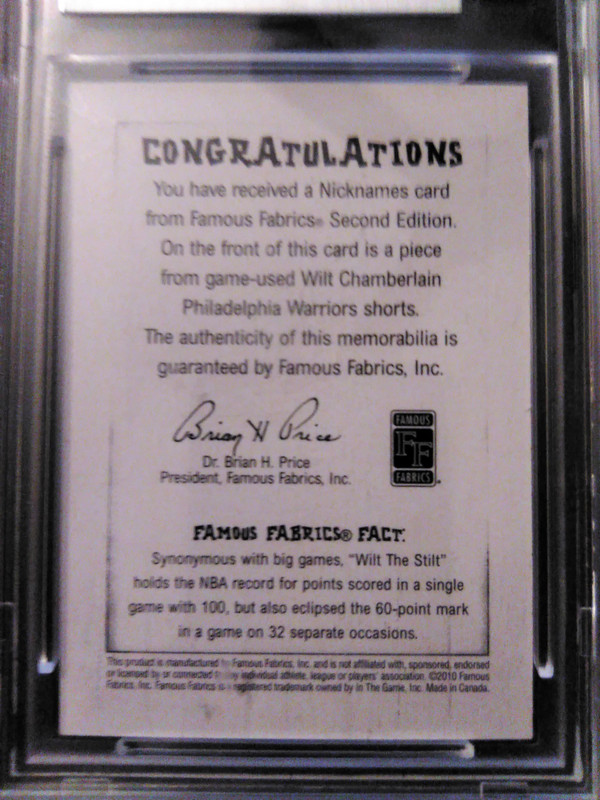 CONGRATULATIONS
You have received a Nicknames card
from Famous Fabrics® Second Edition.
On the front of this card is a piece
from game-used Wilt Chamberlain
Philadelphia Warriors shorts.
The authenticity of this memorabilia is
guaranteed by Famous Fabrics, Inc.
Brian H Price
Dr. Brian H. Price
President, Famous Fabrics, Inc.
FAMOUS
FF
FABRICS
FAMOUS FABRICS® FACT:
Synonymous with big games, "Wilt The Stilt"
holds the NBA record for points scored in a single
game with 100, but also eclipsed the 60-point mark
in a game on 32 separate occasions.
This product is manufactured by Famous Fabrics, Inc. and is not affiliated with, sponsored, endorsed
or licensed by or connected to any individual athlete, league or players' association. ©2010 Famous
Fabrics, Inc. Famous Fabrics is a registered trademark owned by In The Game, Inc. Made in Canada.